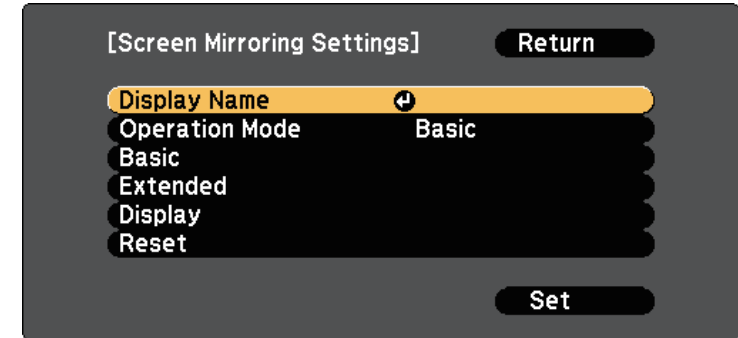 [Screen Mirroring Settings] Return
Display Name
Operation Mode Basic
Basic
Extended
Display
Reset
Set